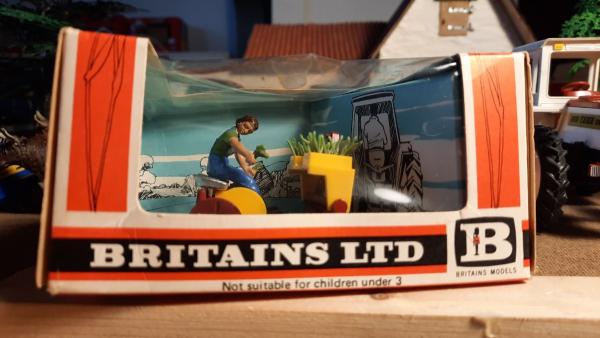 BRITAINS LTD
B
BRITAINS MODELS
Not suitable for children under 3